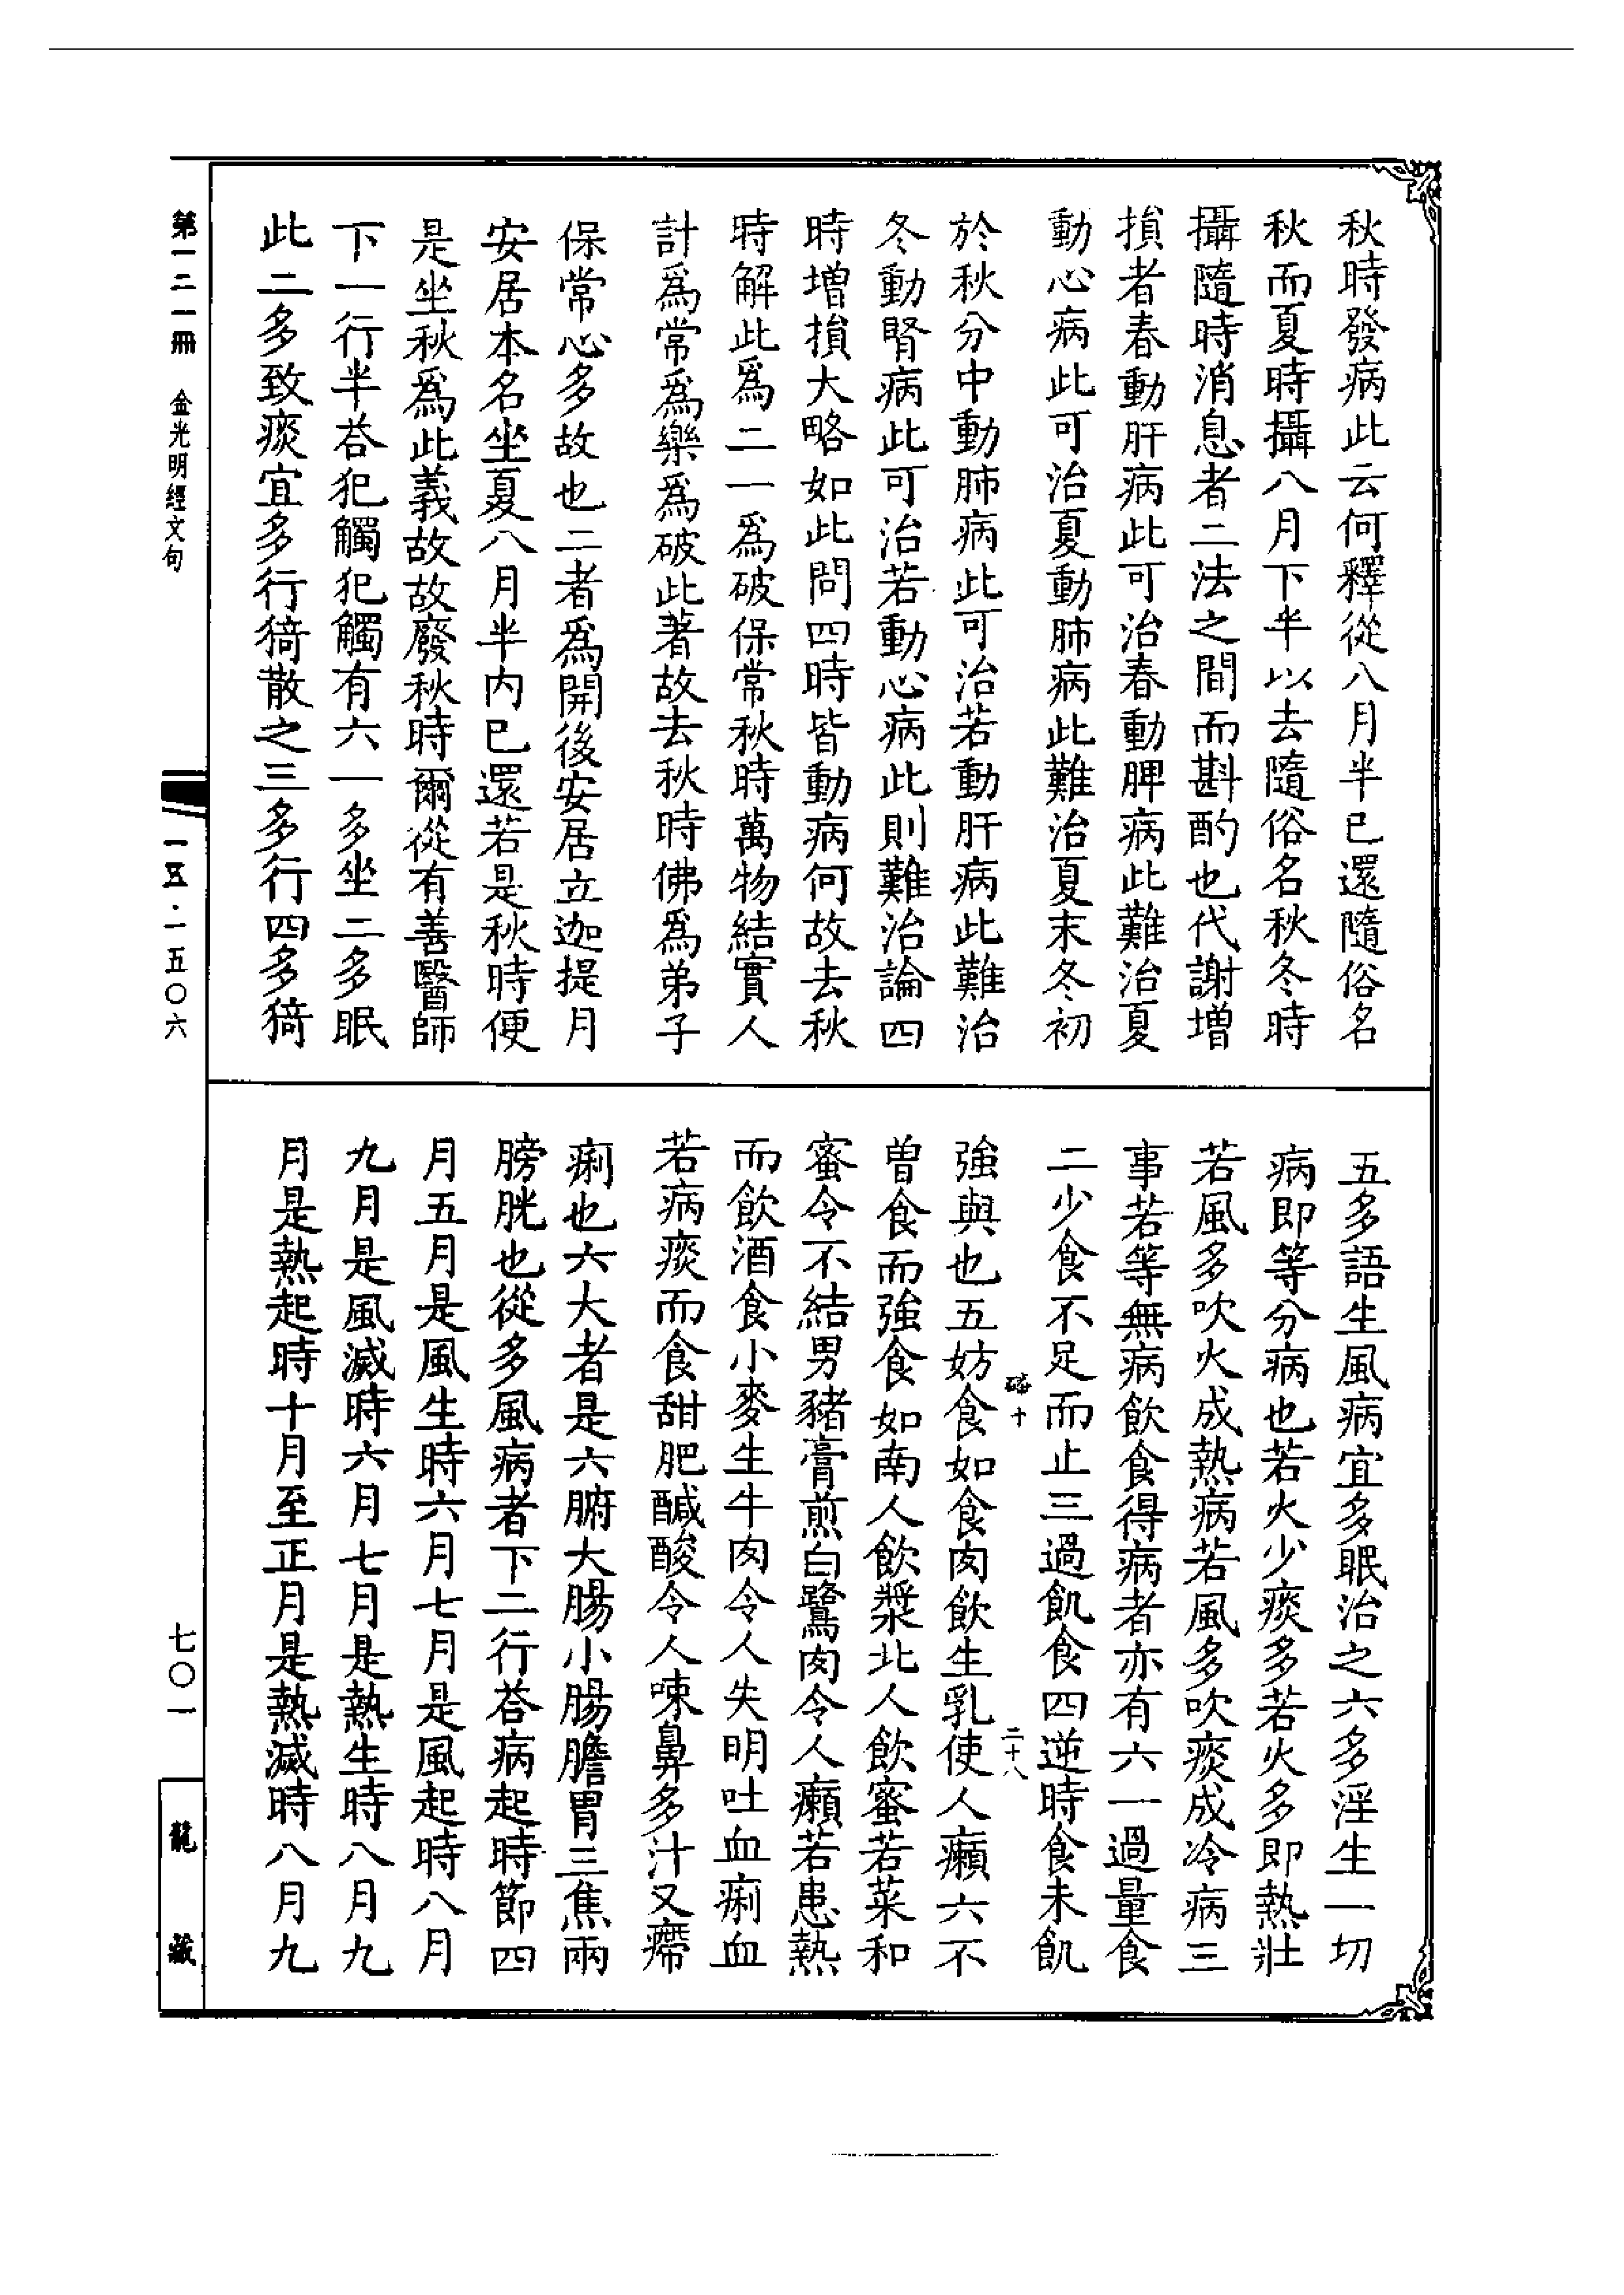 秋時發病此云何釋從八月半已還隨俗名
秋而夏時攝八月下半以去隨俗名秋冬時
攝隨時消息者二法之間而斟酌也代謝增
損者春動肝病此可治春動脾病此難治夏
動心病此可治夏動肺病此難治夏末冬初
於秋分中動肺病此可治若動肝病此難治
冬動腎病此可治若動心病此則難治論四
時增損大略如此問四時皆動病何故去秋
時解此爲二一爲破保常秋時萬物結實人
計爲常爲樂爲破此著故去秋時佛爲弟子
保常心多故也二者爲開後安居立迦提月
安居本名坐夏八月半内已還若是秋時便
是坐秋爲此義故故廢秋時爾從有善醫師
下一行半荅犯觸犯觸有六一多坐二多眠
此二多致痰宜多行猗散之三多行四多猗
五多語生風病宜多眠治之六多淫生一切
病即等分病也若火少痰多若火多即熱壯
若風多吹火成熱病若風多吹痰成冷病三
事若等無病飲食得病者亦有六一過量食
二少食不足而止三過飢食四逆時食未飢
強與也五妨食如食肉飲生乳使人癩六不
曾食而強食如南人飲漿北人飲蜜若菜和
蜜令不結男豬膏煎白鷺肉令人癩若患熱
而飲酒食小麥生牛肉令人失明吐血痢血
若病痰而食甜肥醎酸令人㖒鼻多汁又瘵
痢也六大者是六腑大腸小腸膽胃三焦兩
膀胱也從多風病者下二行荅病起時節四
月五月是風生時六月七月是風起時八月
九月是風滅時六月七月是熱生時八月九
月是熱起時十月至正月是熱滅時八月九
二十八
第一二一冊
金光明經文句
一五·一五〇六
七〇一
龍藏